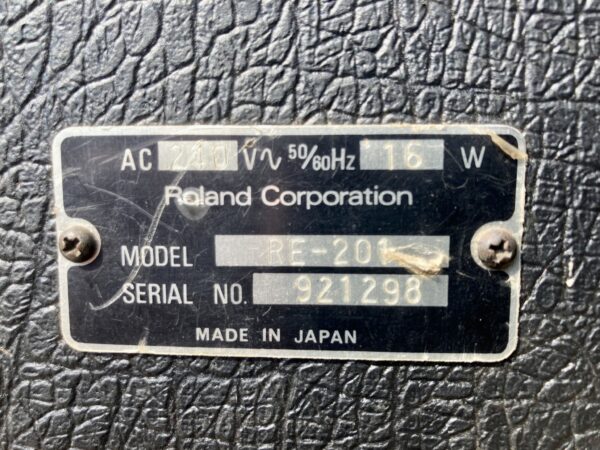 AC 240 V∿ 50/60Hz 16 W
Roland Corporation
MODEL RE-201
SERIAL NO. 921298
MADE IN JAPAN